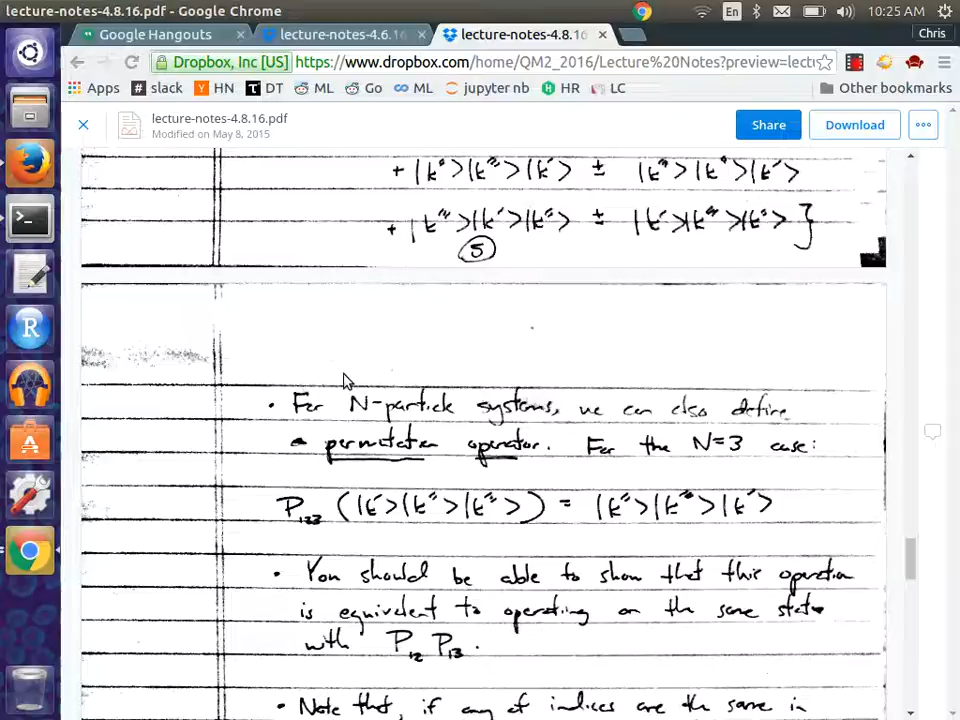 lecture-notes-4.8.16.pdf - Google Chrome
En
10:25 AM
Google Hangouts
lecture-notes-4.6.16
lecture-notes-4.8.16
Chris
Dropbox, Inc [US]
https://www.dropbox.com/home/QM2_2016/Lecture%20Notes?preview=lect
Apps
slack
HN
DT
ML
Go
ML
jupyter nb
HR
LC
Other bookmarks
lecture-notes-4.8.16.pdf
Modified on May 8, 2015
Share
Download
+ |k''>|k'''>|k'> ± |k'''>|k''>|k'>
+ |k'''>|k'>|k''> ± |k'>|k'''>|k''> }
5
• For N-particle systems, we can also define
a permutation operator. For the N=3 case:
P₁₂₃ (|k'>|k''>|k'''>) = |k''>|k'''>|k'>
• You should be able to show that this operation
is equivalent to operating on the same state
with P₁₂ P₁₃.
• Note that, if any of indices are the same in